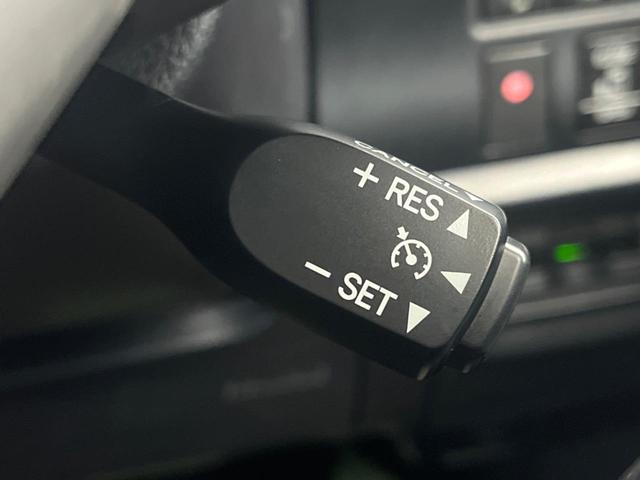 CANCEL
+ RES ▲
◀
− SET ▼